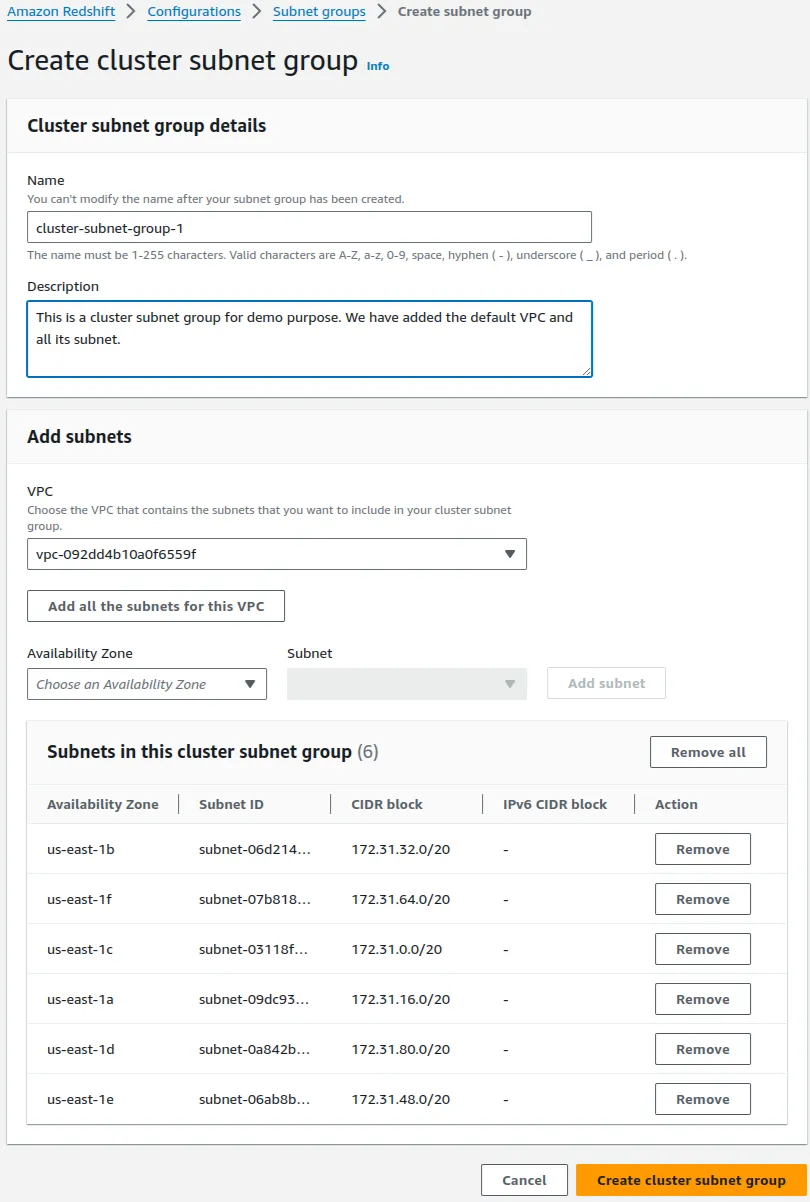 Amazon Redshift > Configurations > Subnet groups > Create subnet group
Create cluster subnet group Info
Cluster subnet group details
Name
You can't modify the name after your subnet group has been created.
cluster-subnet-group-1
The name must be 1-255 characters. Valid characters are A-Z, a-z, 0-9, space, hyphen ( - ), underscore ( _ ), and period ( . ).
Description
This is a cluster subnet group for demo purpose. We have added the default VPC and
all its subnet.
Add subnets
VPC
Choose the VPC that contains the subnets that you want to include in your cluster subnet
group.
vpc-092dd4b10a0f6559f
Add all the subnets for this VPC
Availability Zone Subnet
Choose an Availability Zone Add subnet
Subnets in this cluster subnet group (6) Remove all
Availability Zone Subnet ID CIDR block IPv6 CIDR block Action
us-east-1b subnet-06d214... 172.31.32.0/20 - Remove
us-east-1f subnet-07b818... 172.31.64.0/20 - Remove
us-east-1c subnet-03118f... 172.31.0.0/20 - Remove
us-east-1a subnet-09dc93... 172.31.16.0/20 - Remove
us-east-1d subnet-0a842b... 172.31.80.0/20 - Remove
us-east-1e subnet-06ab8b... 172.31.48.0/20 - Remove
Cancel Create cluster subnet group